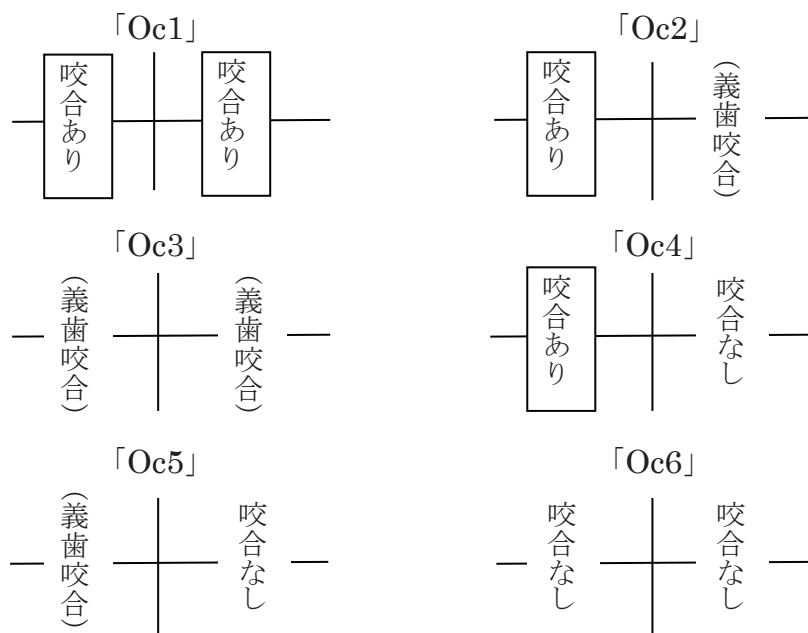 「Oc1」
咬合あり
咬合あり
「Oc2」
咬合あり
（義歯咬合）
「Oc3」
（義歯咬合）
（義歯咬合）
「Oc4」
咬合あり
咬合なし
「Oc5」
（義歯咬合）
咬合なし
「Oc6」
咬合なし
咬合なし